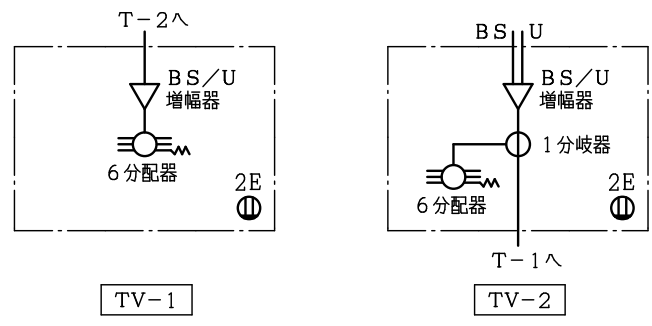 T-2へ
BS/U
増幅器
6分配器
2E
TV-1
BS U
BS/U
増幅器
1分岐器
6分配器
2E
T-1へ
TV-2